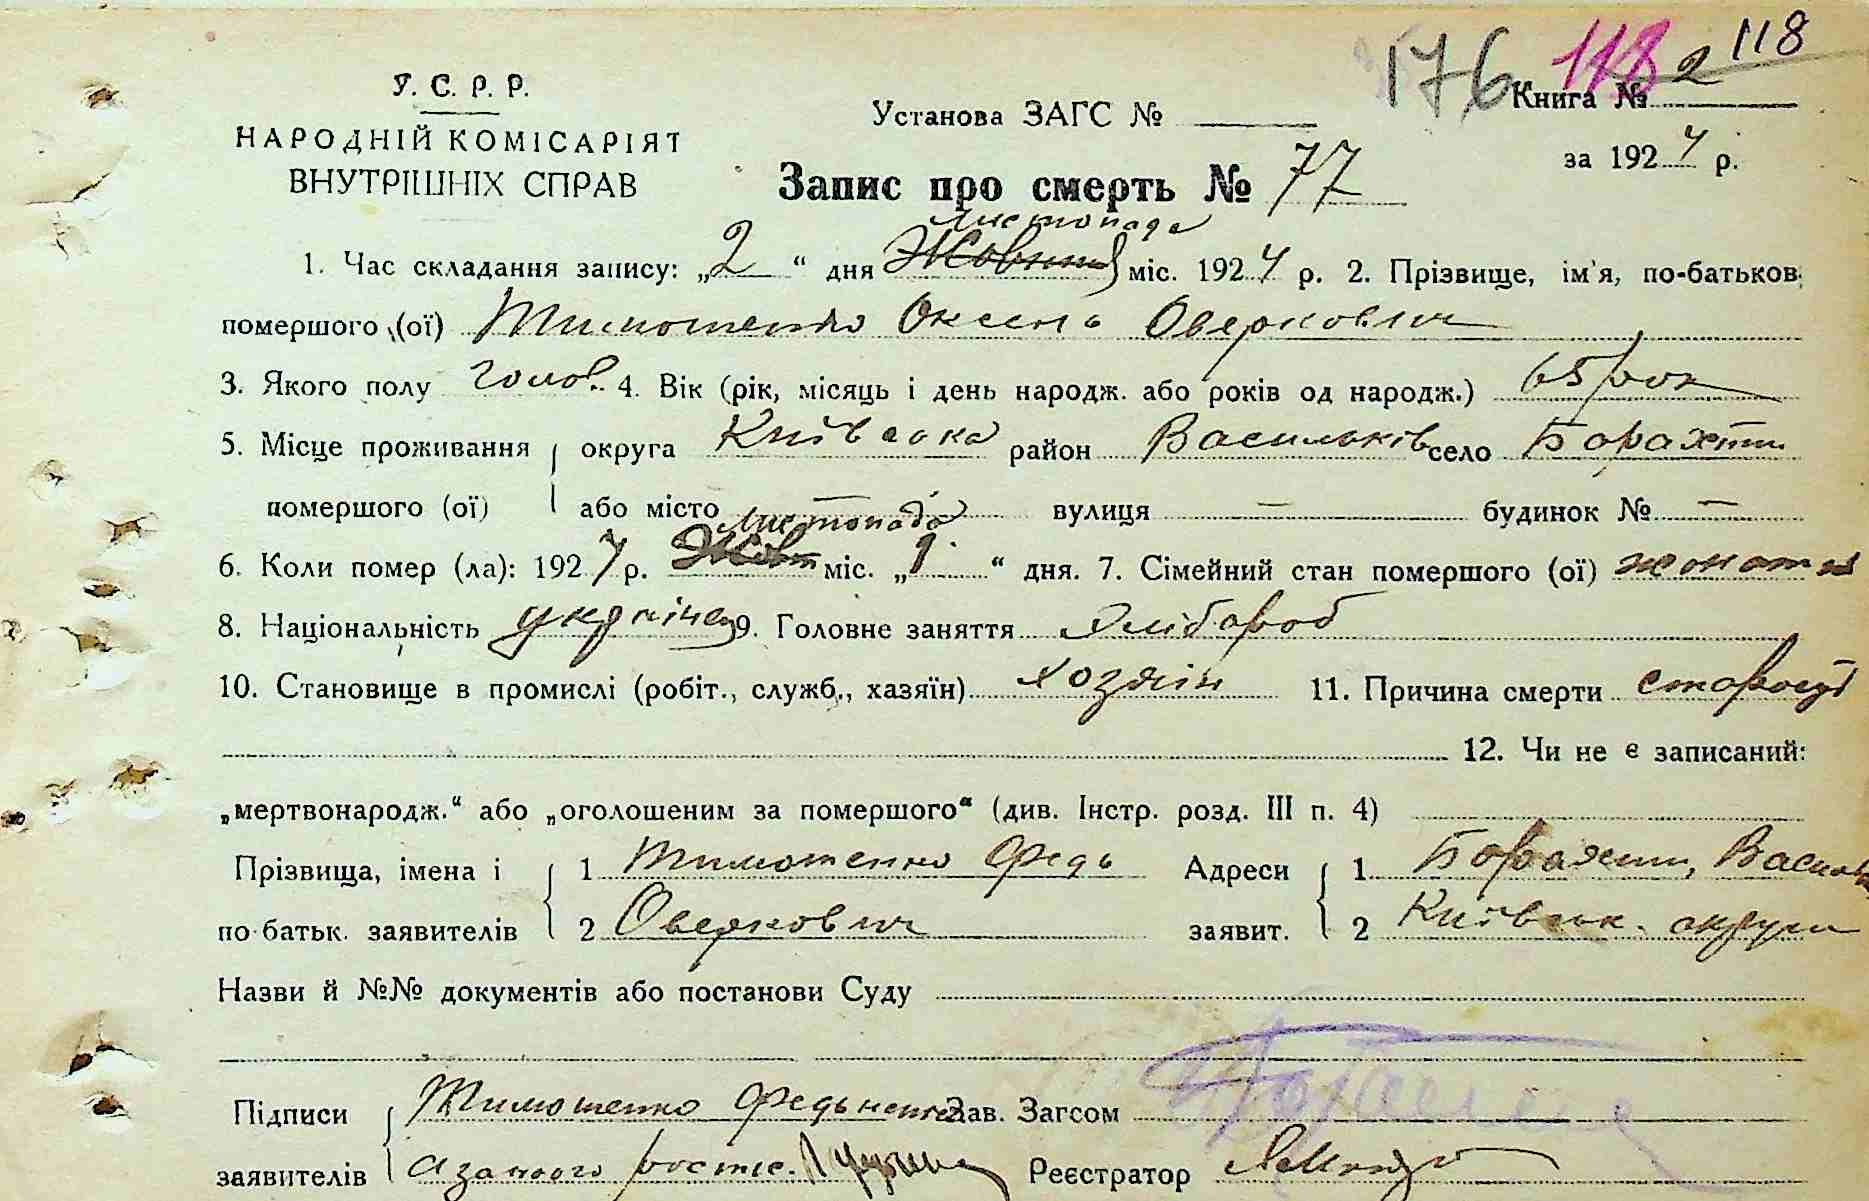 176 118 118
У. С. Р. Р.
НАРОДНІЙ КОМІСАРІЯТ
ВНУТРІШНІХ СПРАВ
Установа ЗАГС №
Книга № 2
за 1927 р.
Запис про смерть № 77
листопада
1. Час складання запису: „2“ дня Жовтня міс. 1927 р. 2. Прізвище, ім'я, по-батьков.
помершого (ої) Тимошенко Оксень Оверкович
3. Якого полу чолов. 4. Вік (рік, місяць і день народж. або років од народж.) 65 рок
5. Місце проживання округа Київська район Васильків село Борахти
помершого (ої) або місто — вулиця — будинок № —
листопада
6. Коли помер (ла): 1927 р. Жовт міс. „1“ дня. 7. Сімейний стан помершого (ої) жонатий
8. Національність українец 9. Головне заняття хлібороб
10. Становище в промислі (робіт., служб., хазяїн) хозяїн 11. Причина смерти старость
12. Чи не є записаний:
„мертвонародж.“ або „оголошеним за помершого“ (див. Інстр. розд. III п. 4)
Прізвища, імена і 1 Тимошенко Федь Адреси 1 Борахти, Васильк
по-батьк. заявителів 2 Оверкович заявит. 2 Київськ. округи
Назви й №№ документів або постанови Суду
Підписи Тимошенко Федь Зав. Загсом
заявителів Реєстратор